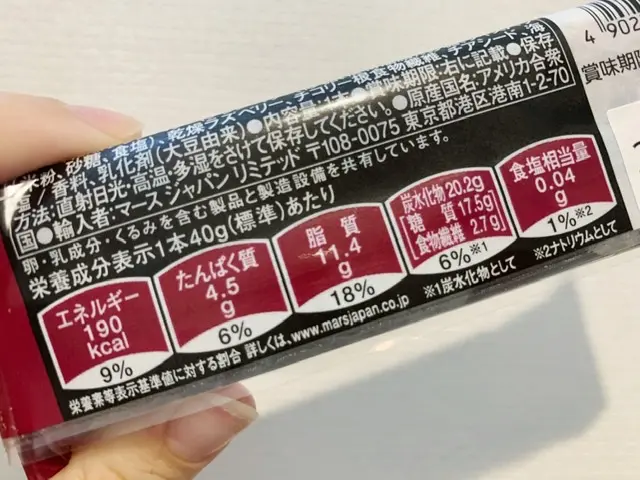 (米粉、砂糖、食塩)、乾燥ラズベリー、チコリー根食物繊維、チアシード、海
塩/香料、乳化剤(大豆由来)●内容量:1本●賞味期限:右に記載●保存
方法:直射日光・高温・多湿をさけて保存してください。●原産国名:アメリカ合衆
国●輸入者:マース ジャパン リミテッド 〒108-0075 東京都港区港南1-2-70
卵・乳成分・くるみを含む製品と製造設備を共有しています。
栄養成分表示1本40g(標準)あたり
エネルギー
190
kcal
9%
たんぱく質
4.5
g
6%
脂質
11.4
g
18%
炭水化物 20.2g
糖質 17.5g
食物繊維 2.7g
6%※1
食塩相当量
0.04
g
1%※2
※1炭水化物として
※2ナトリウムとして
栄養素等表示基準値に対する割合 詳しくは、www.marsjapan.co.jp
4 902
賞味期限